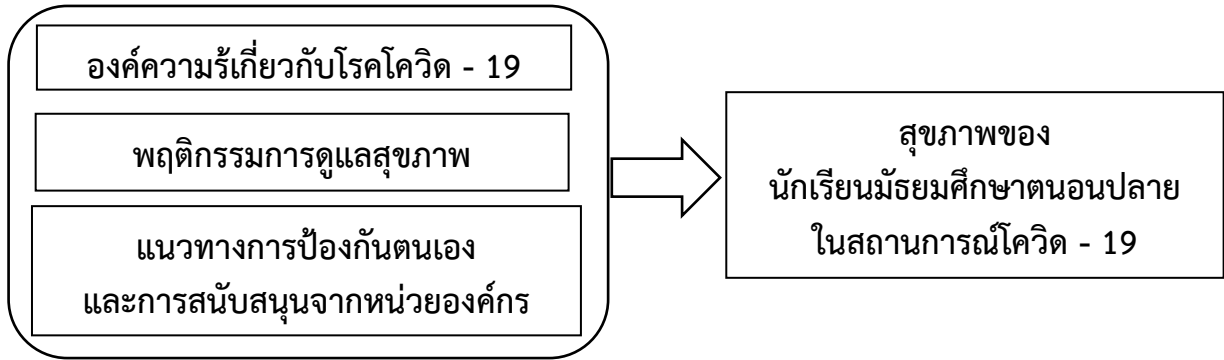 องค์ความรู้เกี่ยวกับโรคโควิด - 19
พฤติกรรมการดูแลสุขภาพ
แนวทางการป้องกันตนเอง
และการสนับสนุนจากหน่วยองค์กร
สุขภาพของ
นักเรียนมัธยมศึกษาตนอนปลาย
ในสถานการณ์โควิด - 19